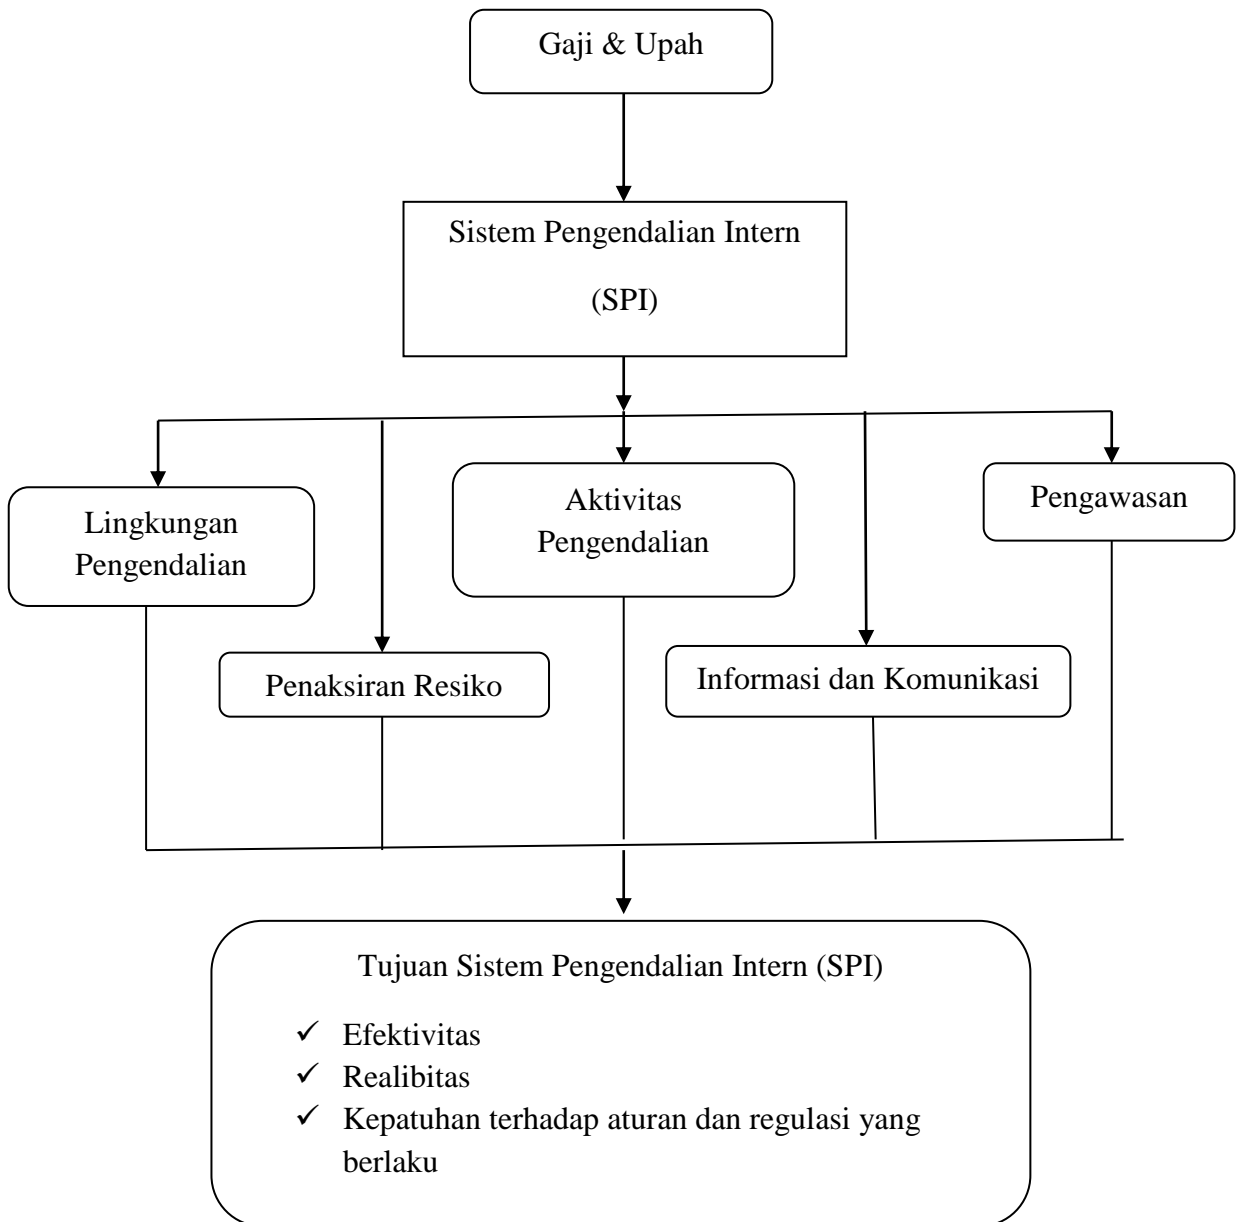 Gaji & Upah
Sistem Pengendalian Intern
(SPI)
Lingkungan
Pengendalian
Aktivitas
Pengendalian
Pengawasan
Penaksiran Resiko
Informasi dan Komunikasi
Tujuan Sistem Pengendalian Intern (SPI)
✓ Efektivitas
✓ Realibitas
✓ Kepatuhan terhadap aturan dan regulasi yang
berlaku